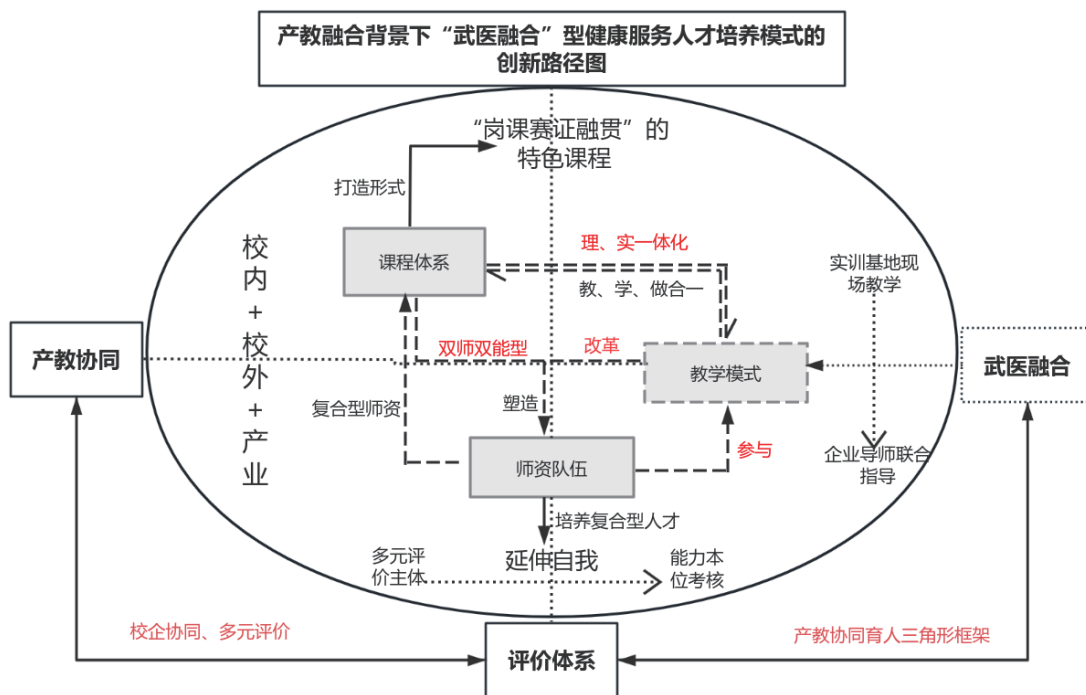 产教融合背景下“武医融合”型健康服务人才培养模式的
创新路径图
“岗课赛证融贯”的
特色课程
打造形式
校内+校外+产业
课程体系
理、实一体化
教、学、做合一
实训基地现
场教学
产教协同
双师双能型
改革
教学模式
武医融合
复合型师资
塑造
师资队伍
参与
企业导师联合
指导
培养复合型人才
延伸自我
多元评
价主体
能力本
位考核
校企协同、多元评价
评价体系
产教协同育人三角形框架